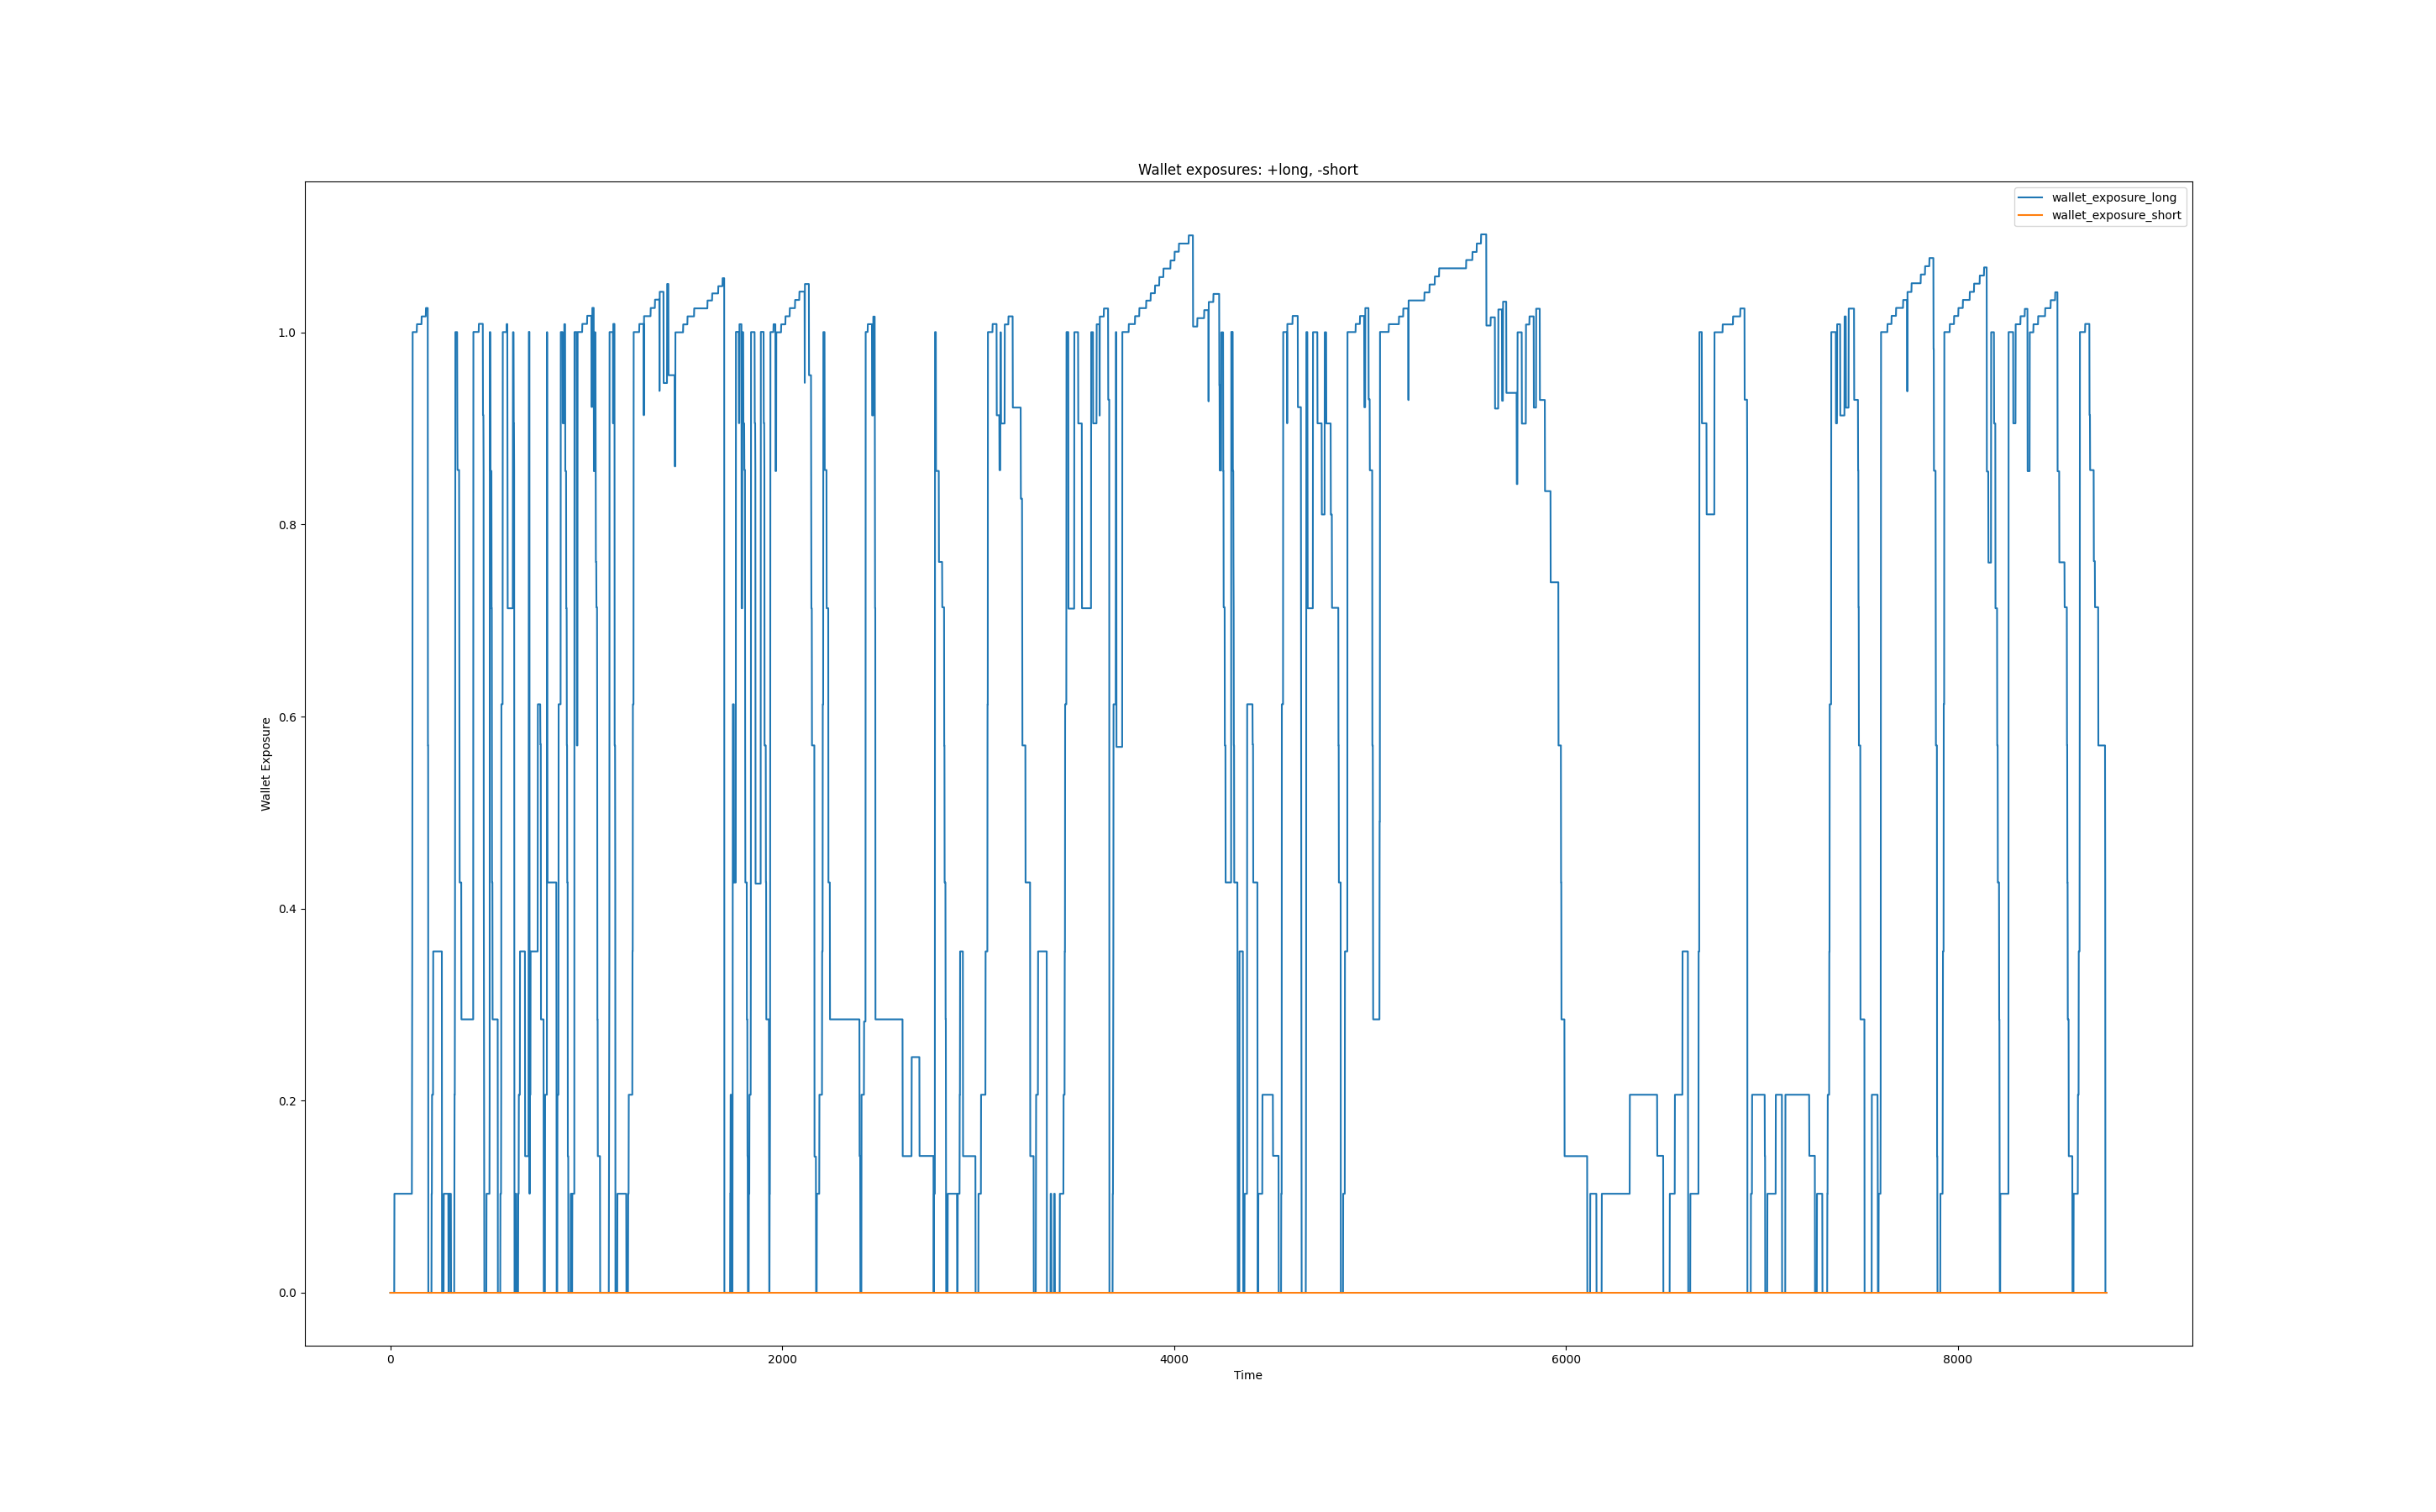 Wallet exposures: +long, -short
wallet_exposure_long
wallet_exposure_short
1.0
0.8
0.6
0.4
0.2
0.0
Wallet Exposure
0 2000 4000 6000 8000
Time